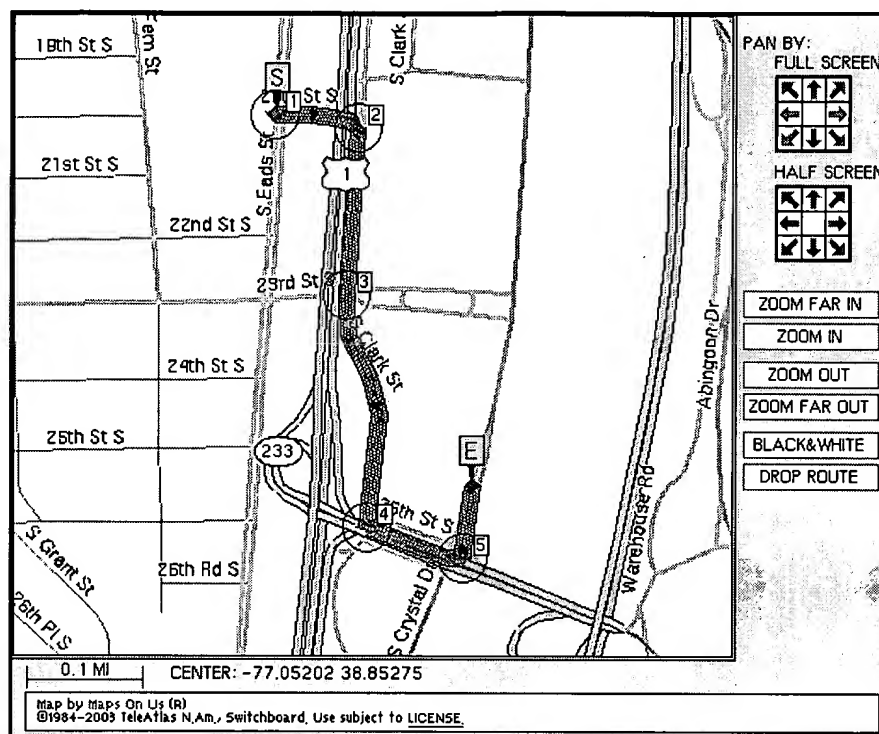 18th St S
Fern St
S Clark S
PAN BY:
FULL SCREEN
S
1
St S
2
21st St S
S Eads S
1
HALF SCREEN
22nd St S
23rd St S
3
ZOOM FAR IN
ZOOM IN
S Clark St
Abingdon Dr
24th St S
ZOOM OUT
ZOOM FAR OUT
25th St S
233
E
BLACK&WHITE
DROP ROUTE
4
26th St S
5
S Grant St
26th Rd S
S Crystal Dr
Warehouse Rd
26th Pl S
0.1 MI
CENTER: -77.05202 38.85275
Map by Maps On Us (R)
©1984-2003 TeleAtlas N.Am., Switchboard, Use subject to LICENSE.